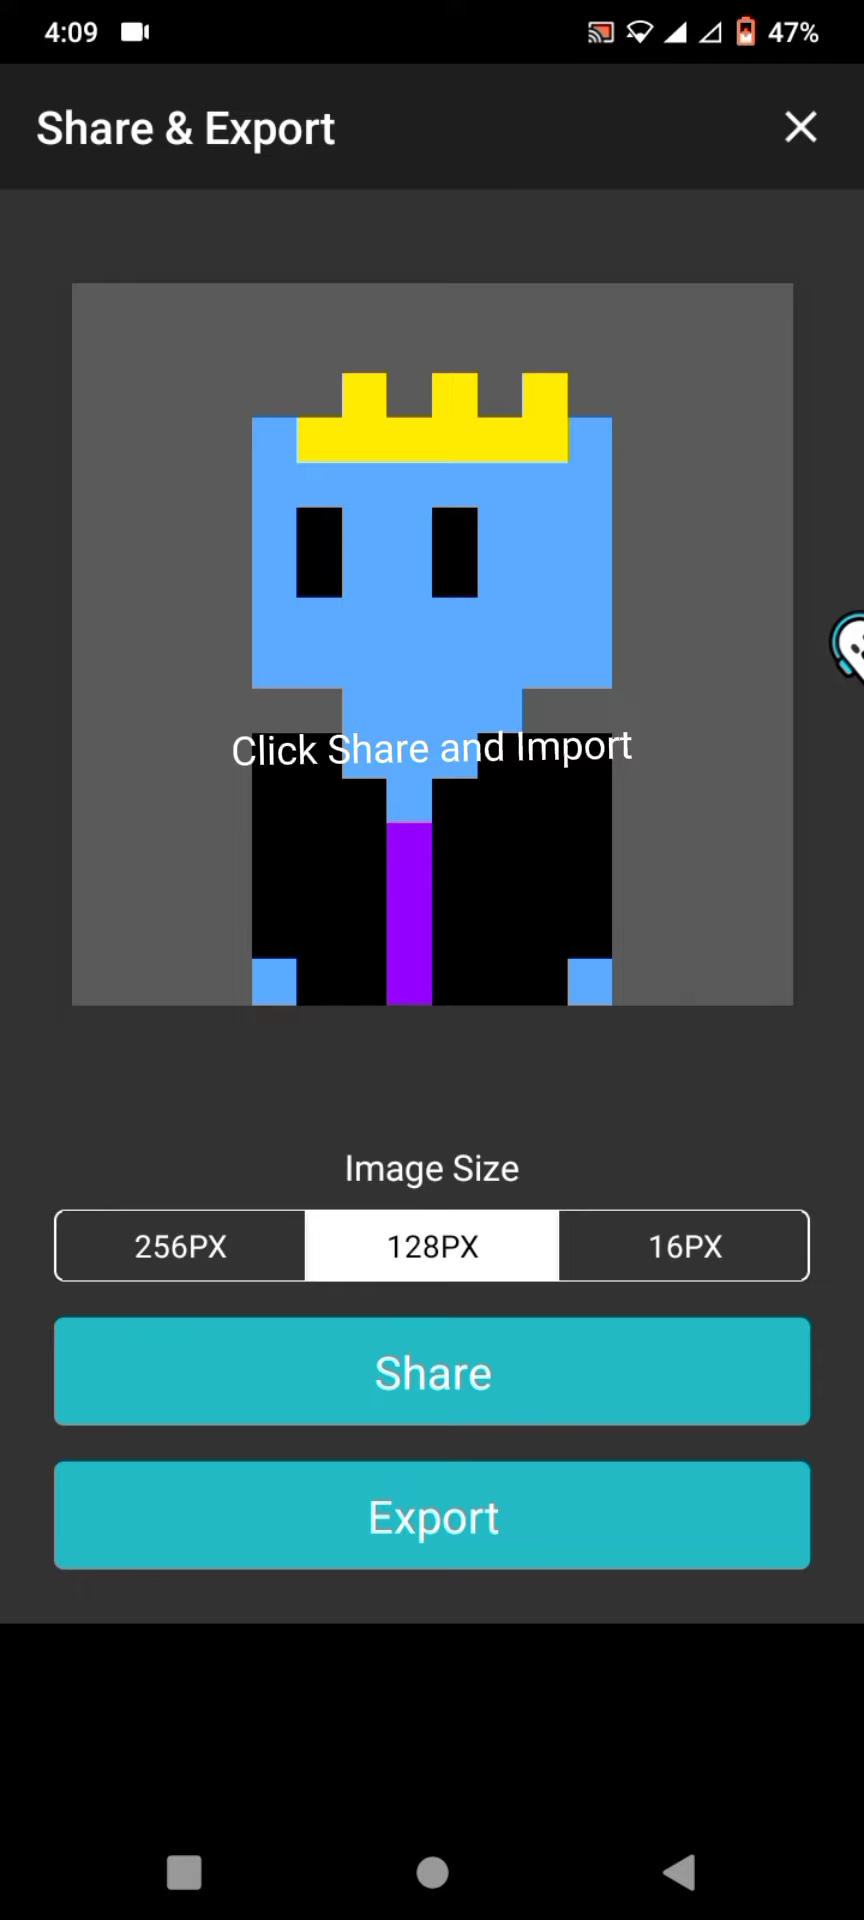 4:09
47%
Share & Export
Click Share and Import
Image Size
256PX
128PX
16PX
Share
Export